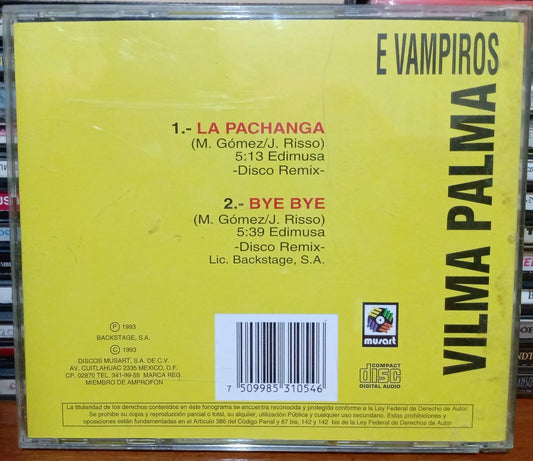 E VAMPIROS
VILMA PALMA
1.- LA PACHANGA
(M. Gómez/J. Risso)
5:13 Edimusa
-Disco Remix-
2.- BYE BYE
(M. Gómez/J. Risso)
5:39 Edimusa
-Disco Remix-
Lic. Backstage, S.A.
Ⓟ 1993
BACKSTAGE, S.A.
© 1993
DISCOS MUSART, S.A. DE C.V.
AV. CUITLAHUAC 2335 MEXICO, D.F.
CP. 02870 TEL. 341-99-55 MARCA REG.
MIEMBRO DE AMPROFON
7 509985 310546
musart
COMPACT
disc
DIGITAL AUDIO
La titularidad de los derechos contenidos en este fonograma se encuentra reconocida y protegida conforme a la Ley Federal de Derecho de Autor.
Se prohibe su copia y reproducción parcial o total, su alquiler, utilización Pública y cualquier uso sucedáneo. Estas prohibiciones y
oposiciones están fundamentadas en el Artículo 386 del Código Penal y 87 bis, 142 y 142 bis de la Ley Federal de Derechos de Autor